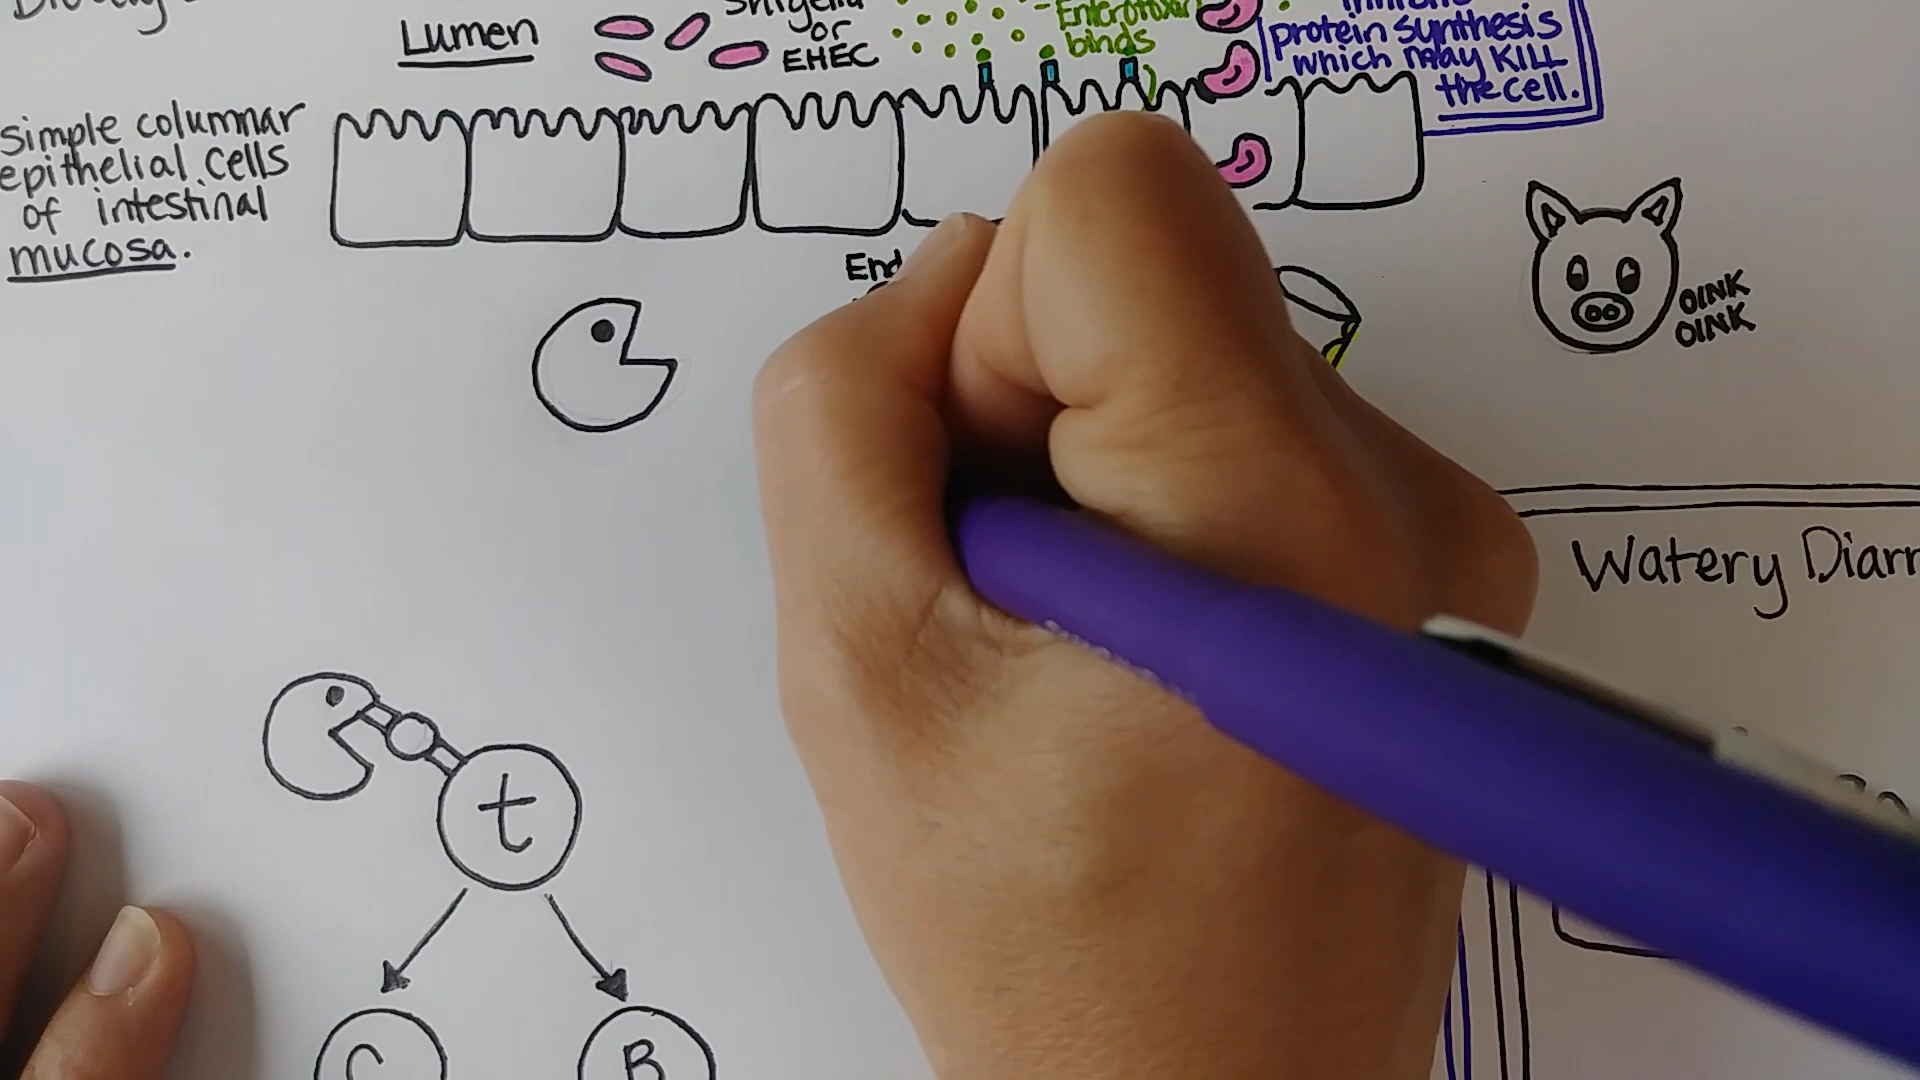 Lumen
or
EHEC
Enterotoxin
binds
protein synthesis
which may KILL
the cell.
simple columnar
epithelial cells
of intestinal
mucosa.
OINK
OINK
Watery
t
C
B